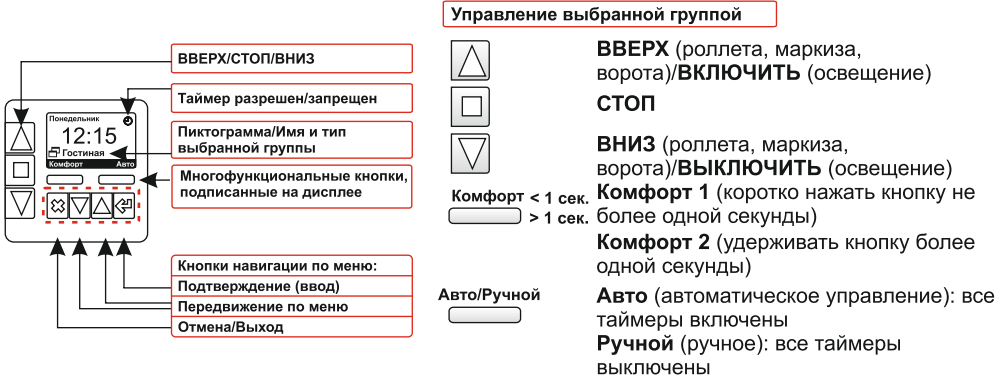 Управление выбранной группой
ВВЕРХ/СТОП/ВНИЗ
Таймер разрешен/запрещен
Пиктограмма/Имя и тип
выбранной группы
Многофункциональные кнопки,
подписанные на дисплее
Понедельник
12:15
Гостиная
Комфорт Авто
Кнопки навигации по меню:
Подтверждение (ввод)
Передвижение по меню
Отмена/Выход
ВВЕРХ (роллета, маркиза,
ворота)/ВКЛЮЧИТЬ (освещение)
СТОП
ВНИЗ (роллета, маркиза,
ворота)/ВЫКЛЮЧИТЬ (освещение)
Комфорт < 1 сек.
> 1 сек.
Комфорт 1 (коротко нажать кнопку не
более одной секунды)
Комфорт 2 (удерживать кнопку более
одной секунды)
Авто/Ручной
Авто (автоматическое управление): все
таймеры включены
Ручной (ручное): все таймеры
выключены